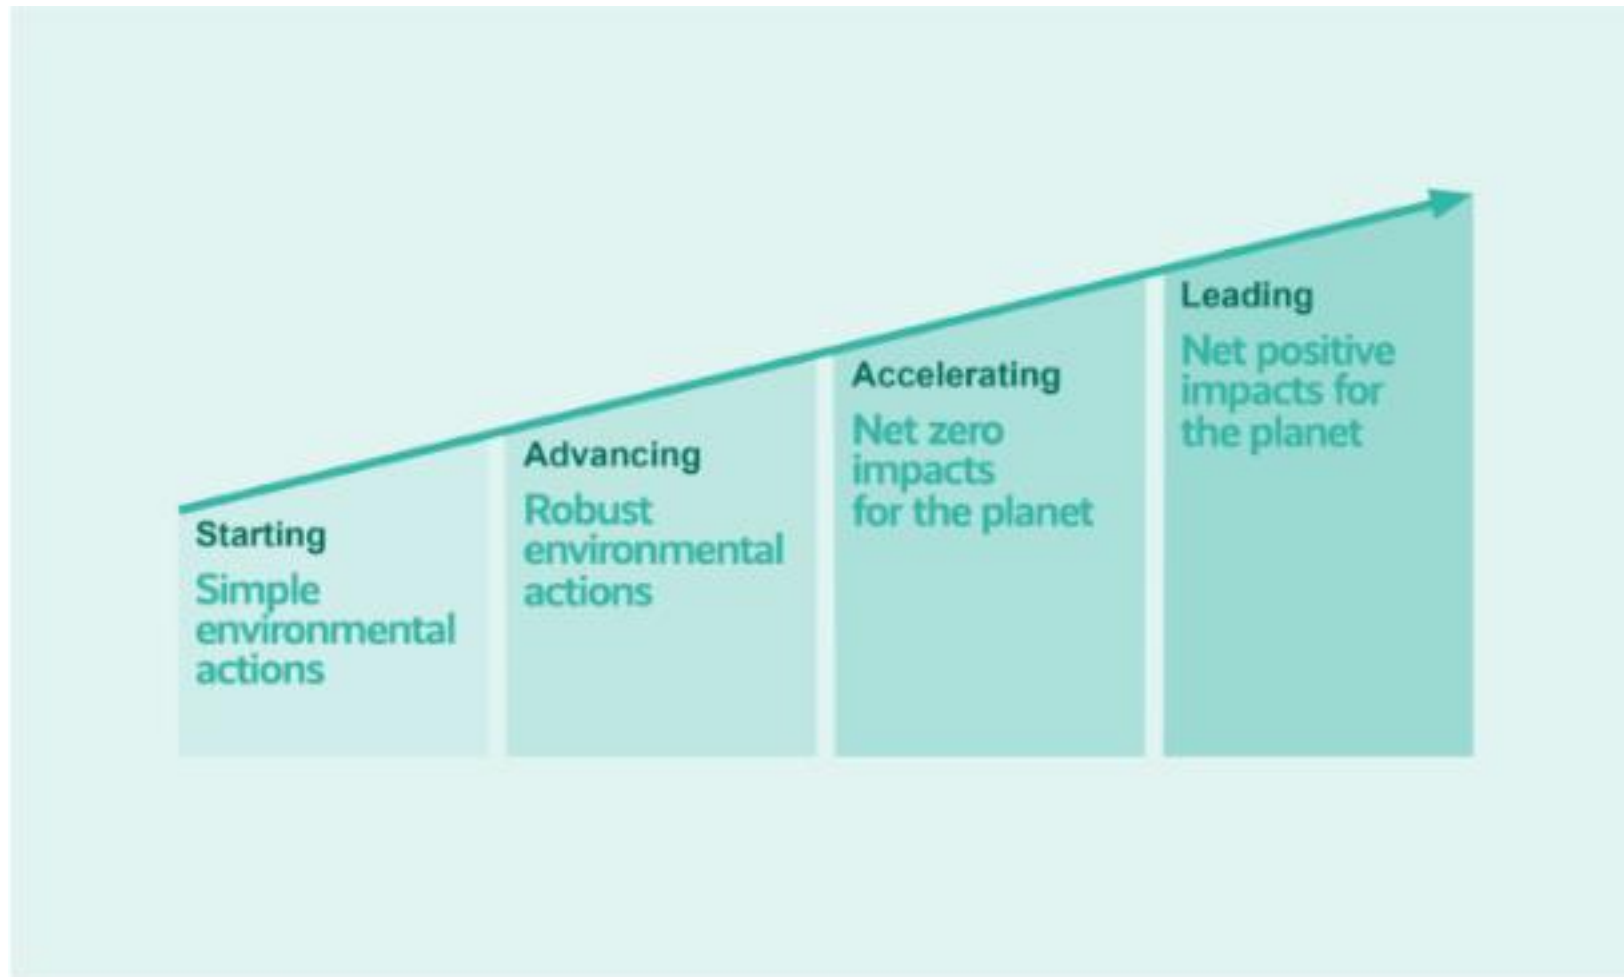 Starting
Simple
environmental
actions
Advancing
Robust
environmental
actions
Accelerating
Net zero
impacts
for the planet
Leading
Net positive
impacts for
the planet